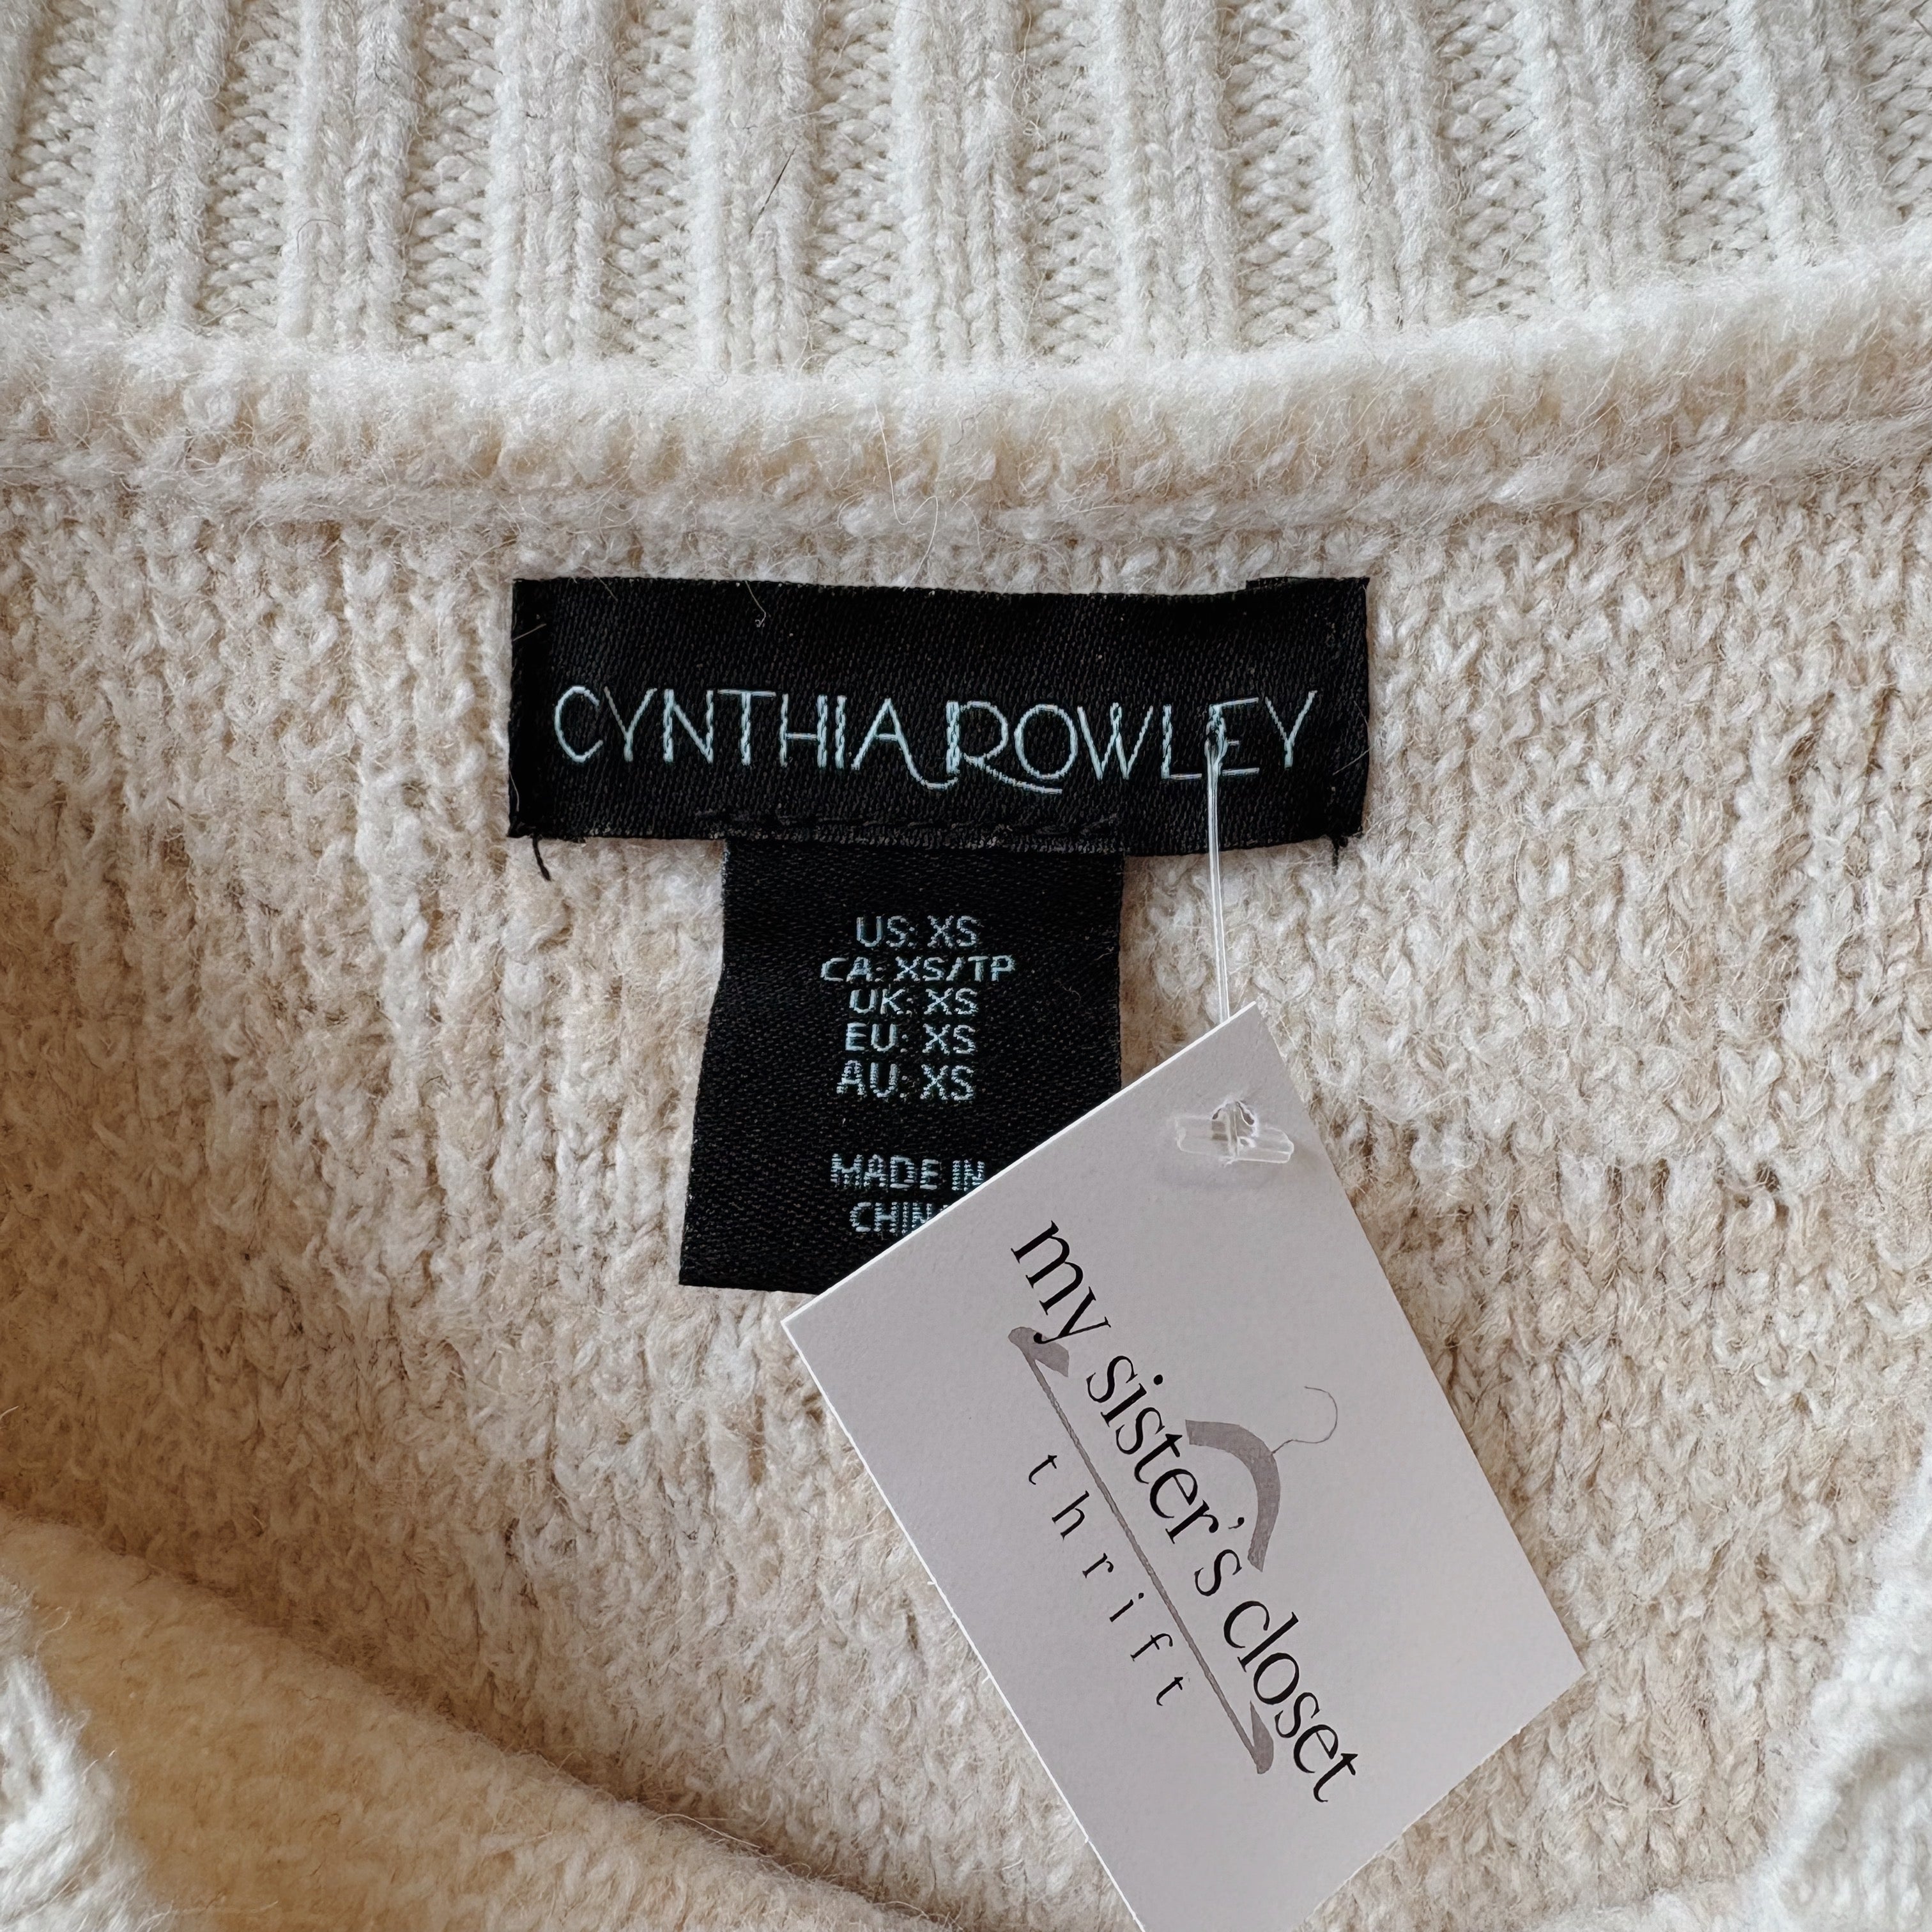 CYNTHIA ROWLEY
US: XS
CA: XS/TP
UK: XS
EU: XS
AU: XS
MADE IN
my sister's closet
thrift